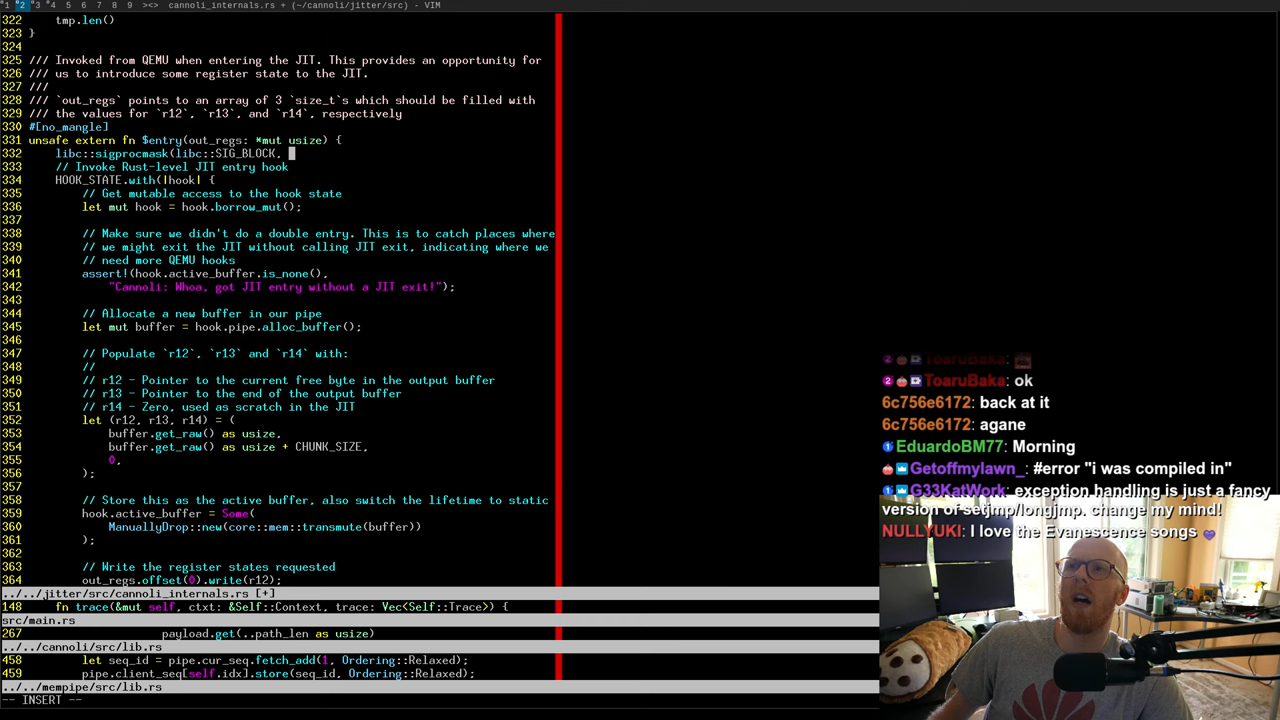 1 2 3 4 5 6 7 8 9 ><> cannoli_internals.rs + (~/cannoli/jitter/src) - VIM
322     tmp.len()
323 }
324
325 /// Invoked from QEMU when entering the JIT. This provides an opportunity for
326 /// us to introduce some register state to the JIT.
327 ///
328 /// `out_regs` points to an array of 3 `size_t`s which should be filled with
329 /// the values for `r12`, `r13`, and `r14`, respectively
330 #[no_mangle]
331 unsafe extern fn $entry(out_regs: *mut usize) {
332     libc::sigprocmask(libc::SIG_BLOCK,
333     // Invoke Rust-level JIT entry hook
334     HOOK_STATE.with(|hook| {
335         // Get mutable access to the hook state
336         let mut hook = hook.borrow_mut();
337
338         // Make sure we didn't do a double entry. This is to catch places where
339         // we might exit the JIT without calling JIT exit, indicating where we
340         // need more QEMU hooks
341         assert!(hook.active_buffer.is_none(),
342             "Cannoli: Whoa, got JIT entry without a JIT exit!");
343
344         // Allocate a new buffer in our pipe
345         let mut buffer = hook.pipe.alloc_buffer();
346
347         // Populate `r12`, `r13` and `r14` with:
348         //
349         // r12 - Pointer to the current free byte in the output buffer
350         // r13 - Pointer to the end of the output buffer
351         // r14 - Zero, used as scratch in the JIT
352         let (r12, r13, r14) = (
353             buffer.get_raw() as usize,
354             buffer.get_raw() as usize + CHUNK_SIZE,
355             0,
356         );
357
358         // Store this as the active buffer, also switch the lifetime to static
359         hook.active_buffer = Some(
360             ManuallyDrop::new(core::mem::transmute(buffer))
361         );
362
363         // Write the register states requested
364         out_regs.offset(0).write(r12);
../../jitter/src/cannoli_internals.rs [+]
148     fn trace(&mut self, ctxt: &Self::Context, trace: Vec<Self::Trace>) {
src/main.rs
267                     payload.get(..path_len as usize)
../../cannoli/src/lib.rs
458         let seq_id = pipe.cur_seq.fetch_add(1, Ordering::Relaxed);
459         pipe.client_seq[self.idx].store(seq_id, Ordering::Relaxed);
../../mempipe/src/lib.rs
-- INSERT --
ToaruBaka:
ToaruBaka: ok
6c756e6172: back at it
6c756e6172: agane
EduardoBM77: Morning
Getoffmylawn_: #error "i was compiled in"
G33KatWork: exception handling is just a fancy
version of setjmp/longjmp. change my mind!
NULLYUKI: I love the Evanescence songs